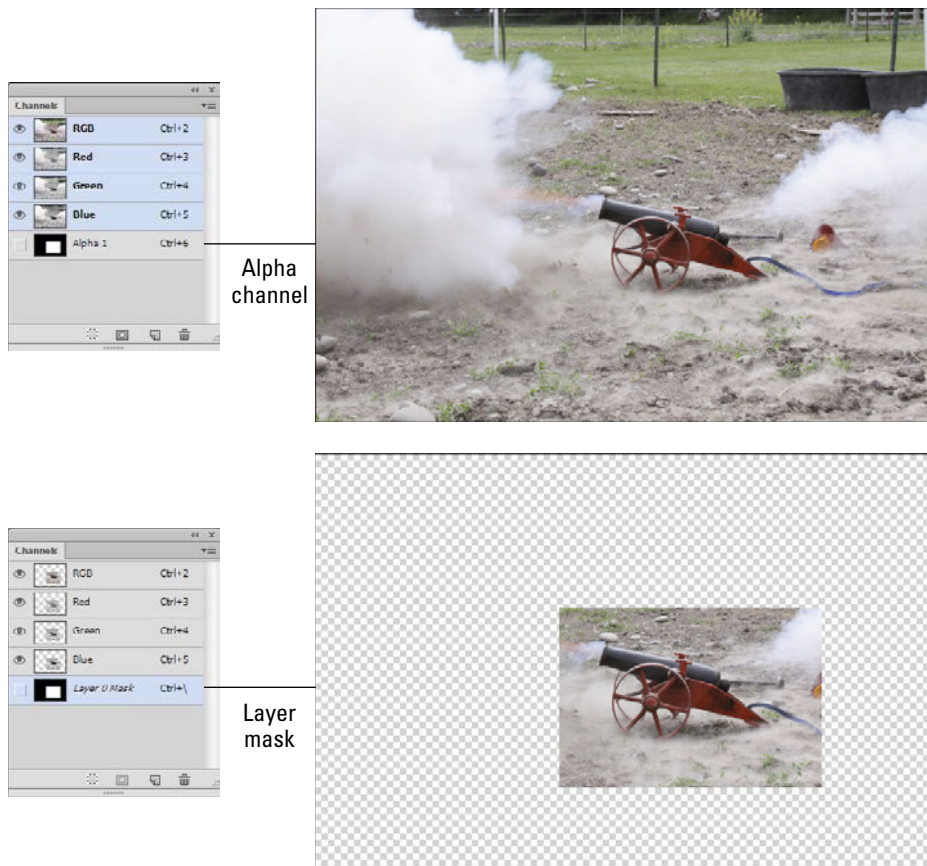 Channels
RGB Ctrl+2
Red Ctrl+3
Green Ctrl+4
Blue Ctrl+5
Alpha 1 Ctrl+6
Alpha
channel
Channels
RGB Ctrl+2
Red Ctrl+3
Green Ctrl+4
Blue Ctrl+5
Layer 0 Mask Ctrl+\
Layer
mask